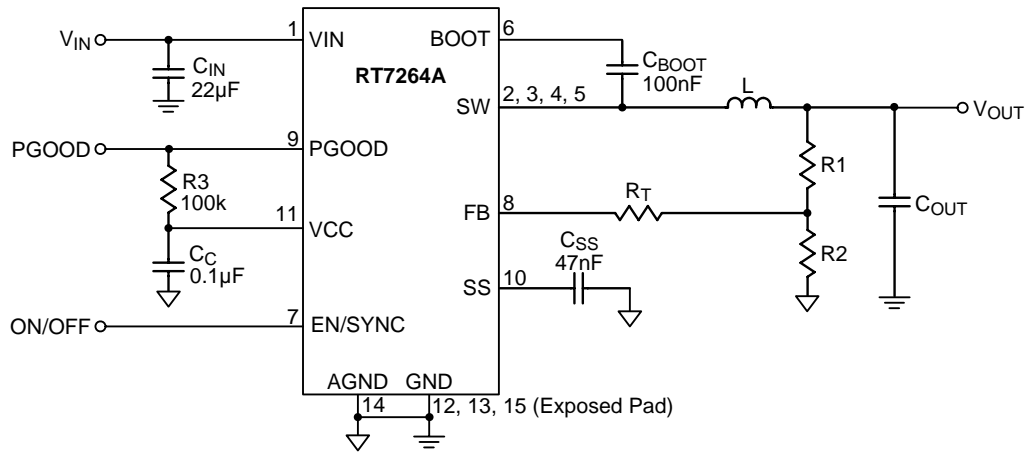 VIN
1
VIN
CIN
22µF
RT7264A
BOOT
6
CBOOT
100nF
SW
2, 3, 4, 5
L
VOUT
PGOOD
9
PGOOD
R3
100k
11
VCC
CC
0.1µF
FB
8
RT
R1
R2
COUT
CSS
47nF
SS
10
ON/OFF
7
EN/SYNC
AGND
GND
14
12, 13, 15 (Exposed Pad)